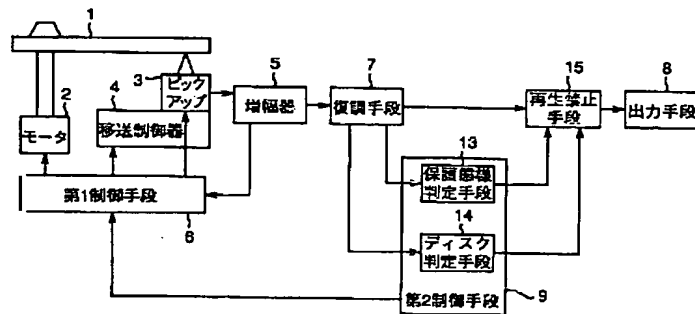 1
2
モータ
3
ピック
アップ
4
移送制御器
5
増幅器
7
復調手段
15
再生禁止
手段
8
出力手段
13
保護態様
判定手段
14
ディスク
判定手段
第1制御手段
6
第2制御手段
9